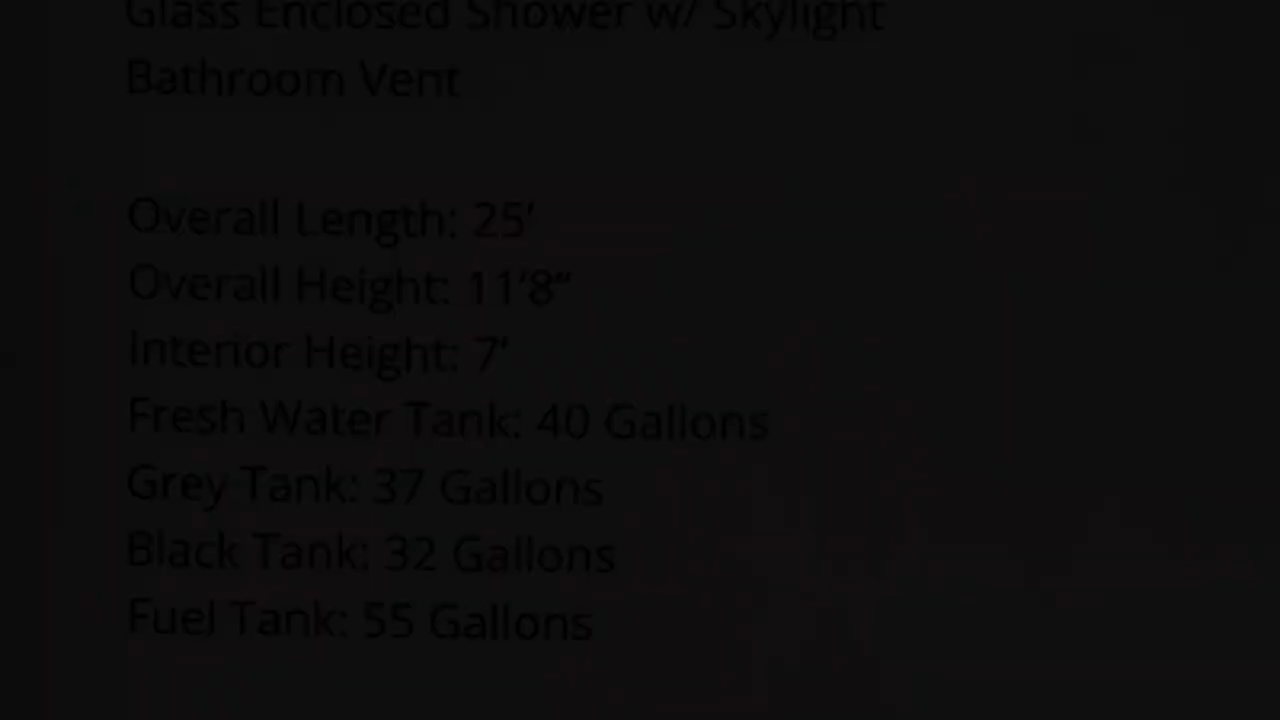 Glass Enclosed Shower w/ Skylight
Bathroom Vent
Overall Length: 25'
Overall Height: 11'8"
Interior Height: 7'
Fresh Water Tank: 40 Gallons
Grey Tank: 37 Gallons
Black Tank: 32 Gallons
Fuel Tank: 55 Gallons